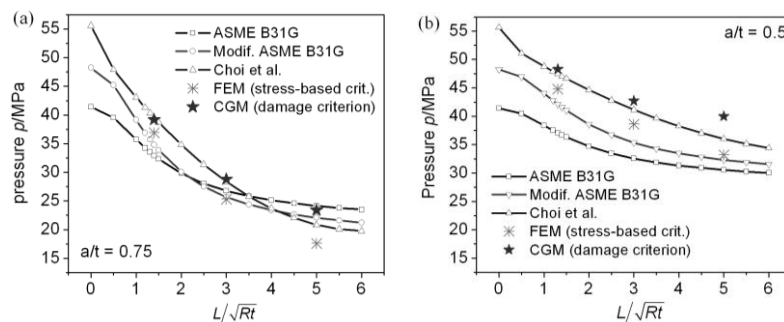 (a)
ASME B31G
Modif. ASME B31G
Choi et al.
FEM (stress-based crit.)
CGM (damage criterion)
pressure p/MPa
55
50
45
40
35
30
25
20
15
a/t = 0.75
0 1 2 3 4 5 6
L/√Rt
(b)
a/t = 0.5
Pressure p/MPa
55
50
45
40
35
30
25
20
15
ASME B31G
Modif. ASME B31G
Choi et al.
FEM (stress-based crit.)
CGM (damage criterion)
0 1 2 3 4 5 6
L/√Rt